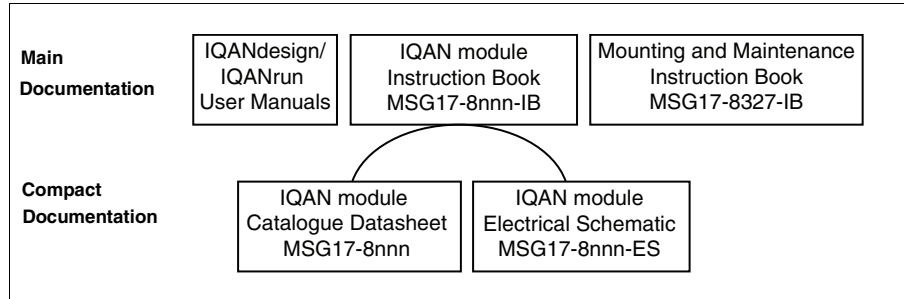 Main
Documentation
IQANdesign/
IQANrun
User Manuals
IQAN module
Instruction Book
MSG17-8nnn-IB
Mounting and Maintenance
Instruction Book
MSG17-8327-IB
Compact
Documentation
IQAN module
Catalogue Datasheet
MSG17-8nnn
IQAN module
Electrical Schematic
MSG17-8nnn-ES